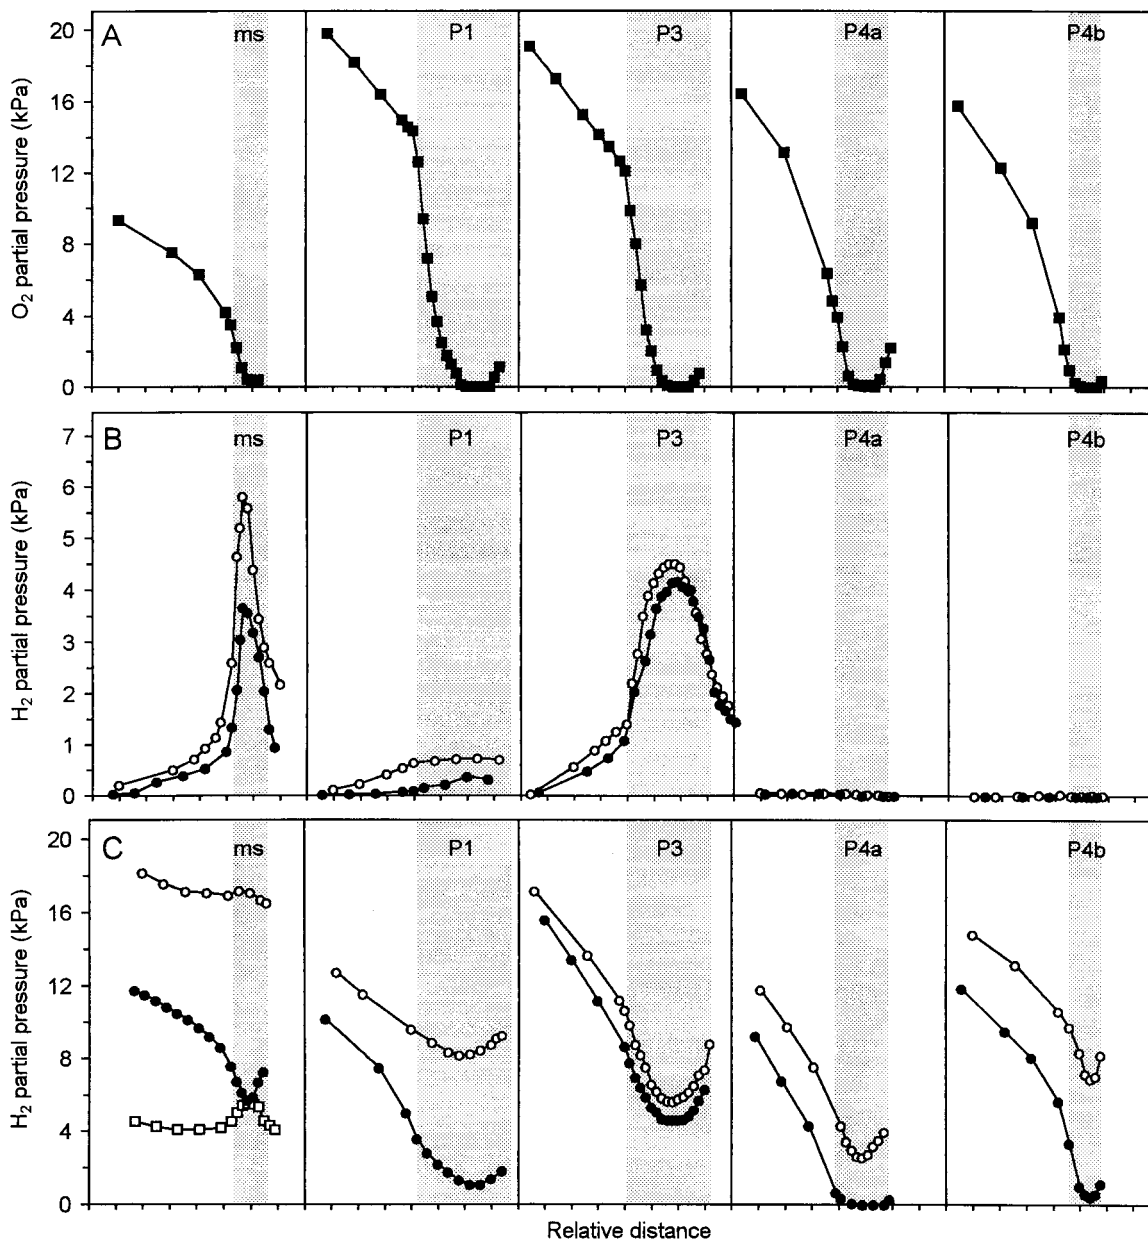 A ms P1 P3 P4a P4b
20
16
12
8
4
0
O2 partial pressure (kPa)
B ms P1 P3 P4a P4b
7
6
5
4
3
2
1
0
H2 partial pressure (kPa)
C ms P1 P3 P4a P4b
20
16
12
8
4
0
H2 partial pressure (kPa)
Relative distance